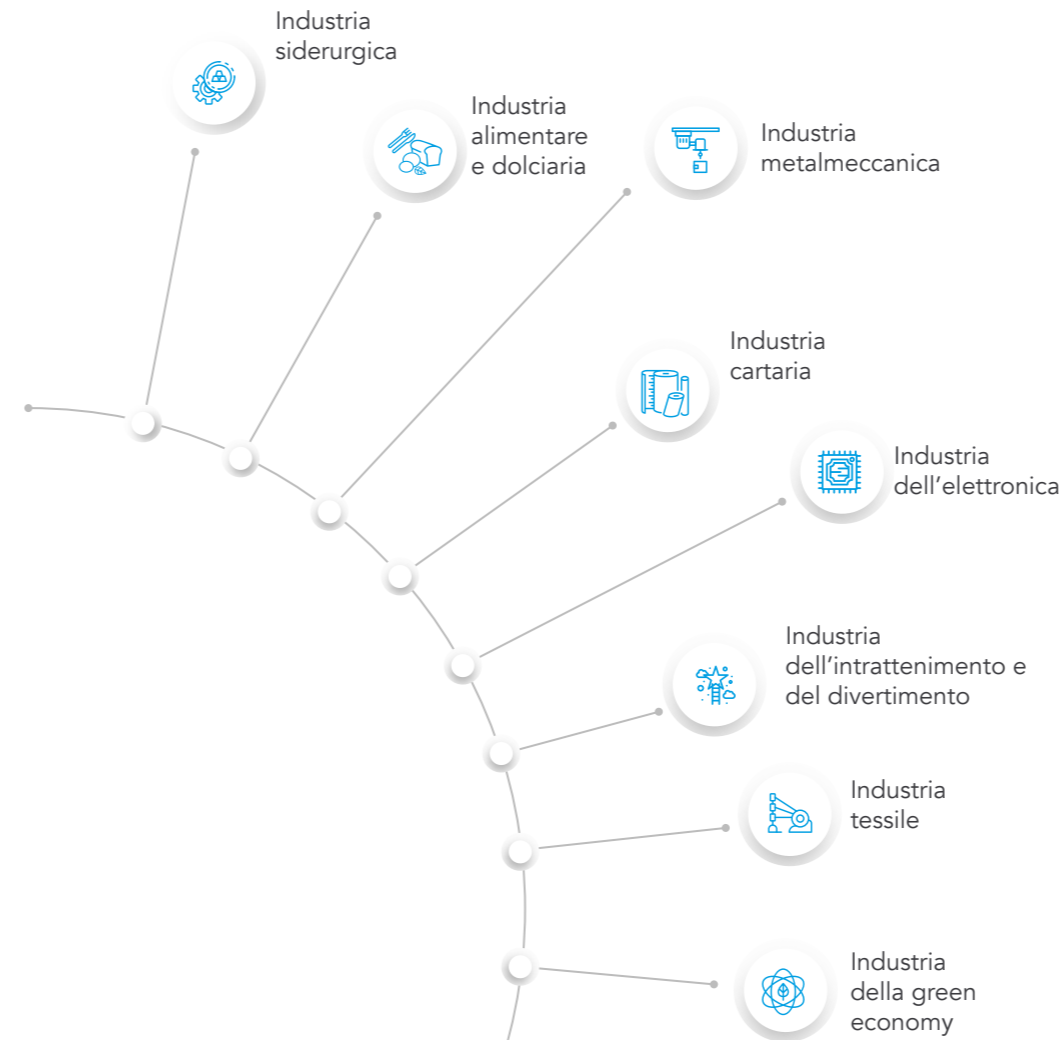 Industria
siderurgica
Industria
alimentare
e dolciaria
Industria
metalmeccanica
Industria
cartaria
Industria
dell’elettronica
Industria
dell’intrattenimento e
del divertimento
Industria
tessile
Industria
della green
economy